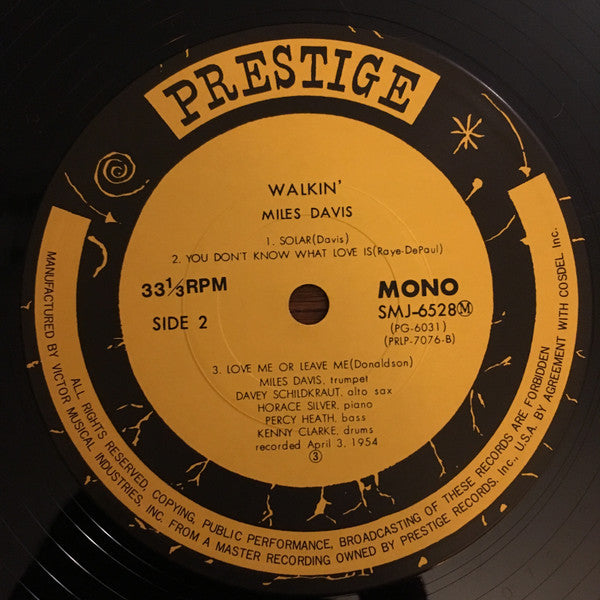 PRESTIGE
WALKIN'
MILES DAVIS
1. SOLAR(Davis)
2. YOU DON'T KNOW WHAT LOVE IS(Raye-DePaul)
33⅓RPM
SIDE 2
MONO
SMJ-6528Ⓜ
(PG-6031)
(PRLP-7076-B)
3. LOVE ME OR LEAVE ME(Donaldson)
MILES DAVIS, trumpet
DAVEY SCHILDKRAUT, alto sax
HORACE SILVER, piano
PERCY HEATH, bass
KENNY CLARKE, drums
recorded April 3, 1954
③
ALL RIGHTS RESERVED, COPYING, PUBLIC PERFORMANCE, BROADCASTING OF THESE RECORDS ARE FORBIDDEN
MANUFACTURED BY VICTOR MUSICAL INDUSTRIES, INC. FROM A MASTER RECORDING OWNED BY PRESTIGE RECORDS, Inc., U.S.A. BY AGREEMENT WITH COSDEL Inc.